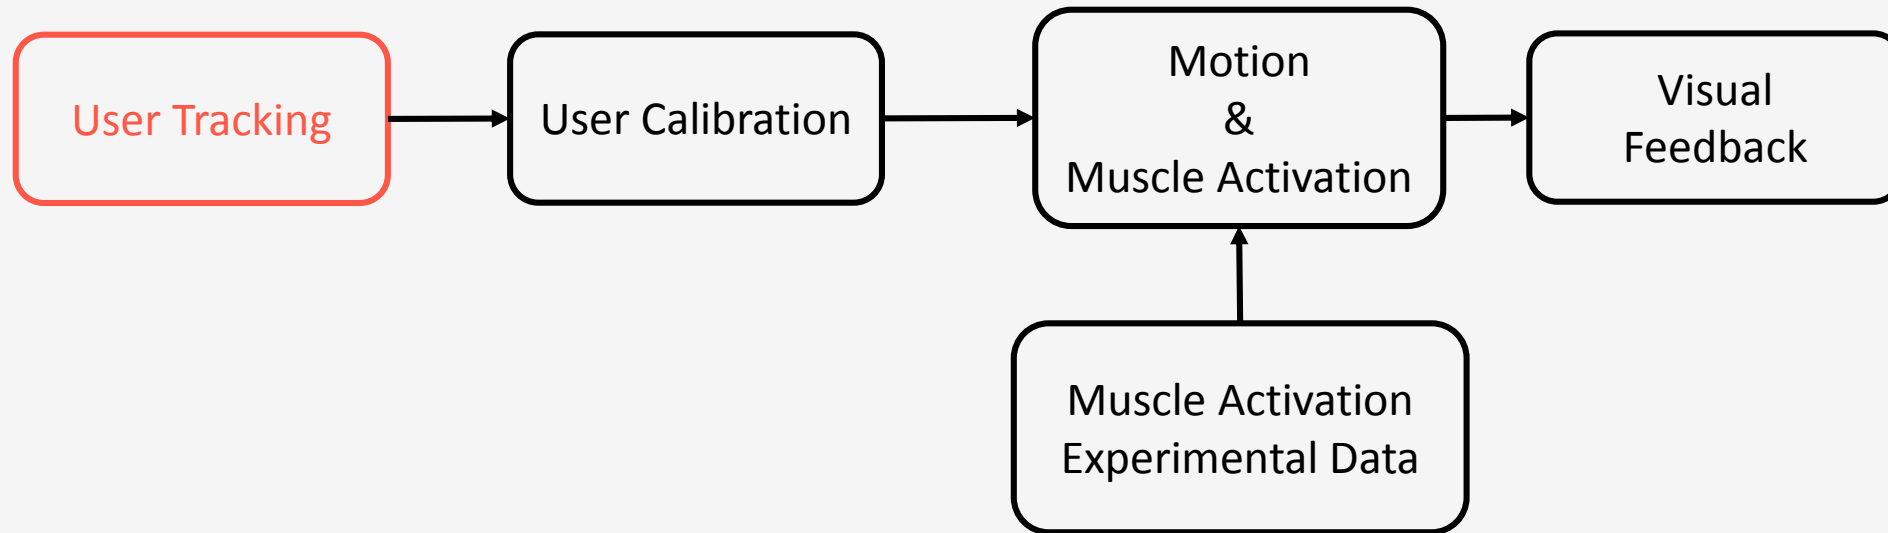 User Tracking
User Calibration
Motion
&
Muscle Activation
Visual
Feedback
Muscle Activation
Experimental Data